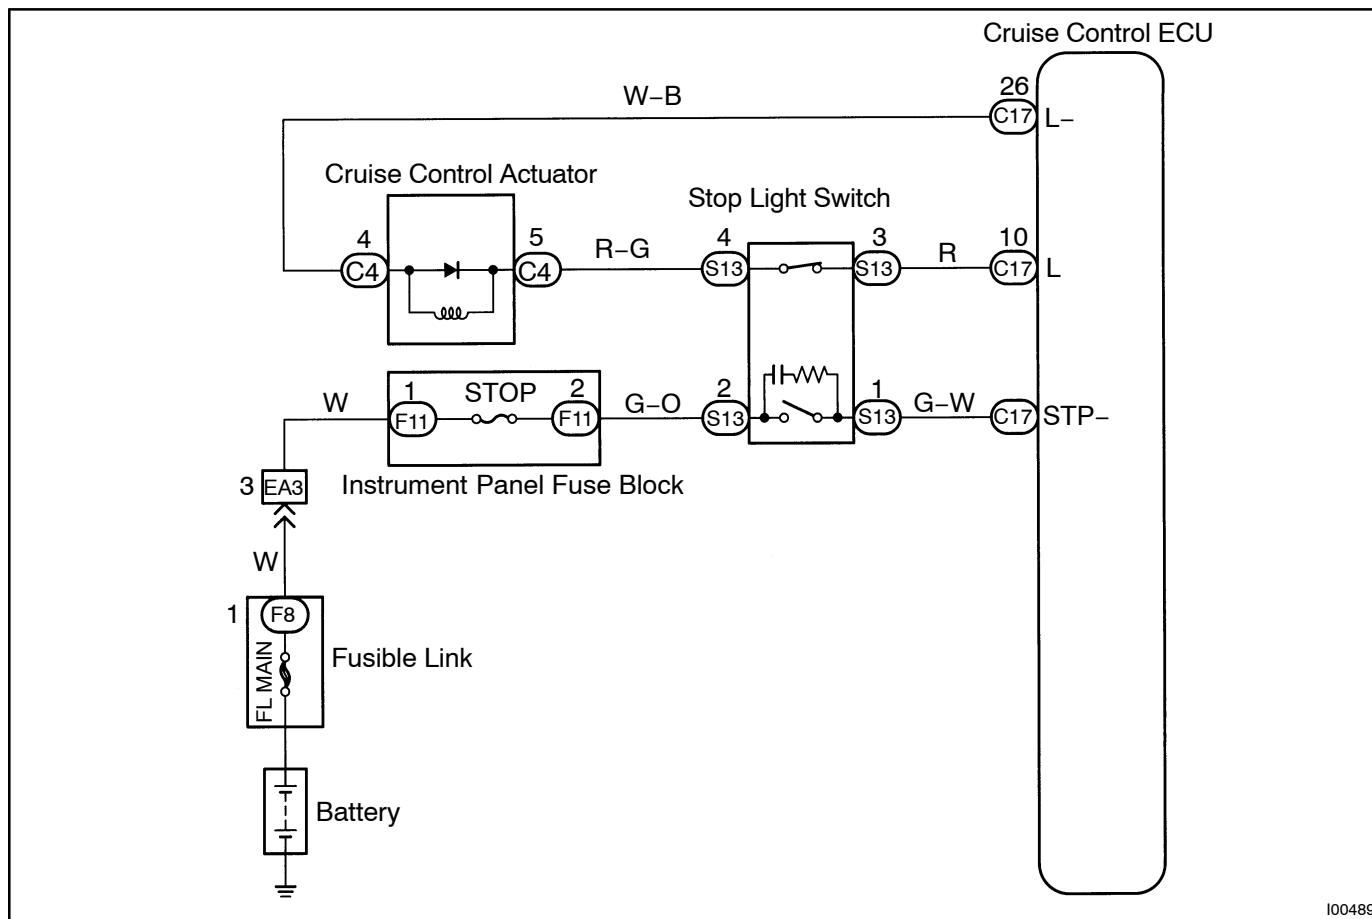 Cruise Control ECU
26
W−B
C17
L−
Cruise Control Actuator
Stop Light Switch
4
5
4
3
10
C4
C4
R−G
S13
S13
R
C17
L
1
STOP
2
2
1
W
F11
F11
G−O
S13
S13
G−W
C17
STP−
3
EA3
Instrument Panel Fuse Block
W
1
F8
FL MAIN
Fusible Link
Battery
I00489